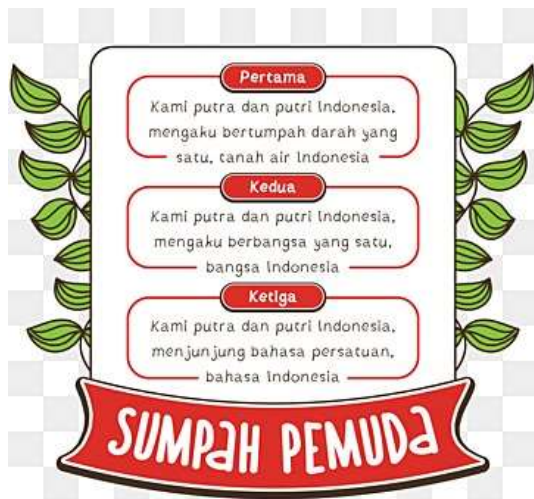 Pertama
Kami putra dan putri Indonesia,
mengaku bertumpah darah yang
satu, tanah air Indonesia
Kedua
Kami putra dan putri Indonesia,
mengaku berbangsa yang satu,
bangsa Indonesia
Ketiga
Kami putra dan putri Indonesia,
menjunjung bahasa persatuan,
bahasa Indonesia
SUMPaH PEMUDa